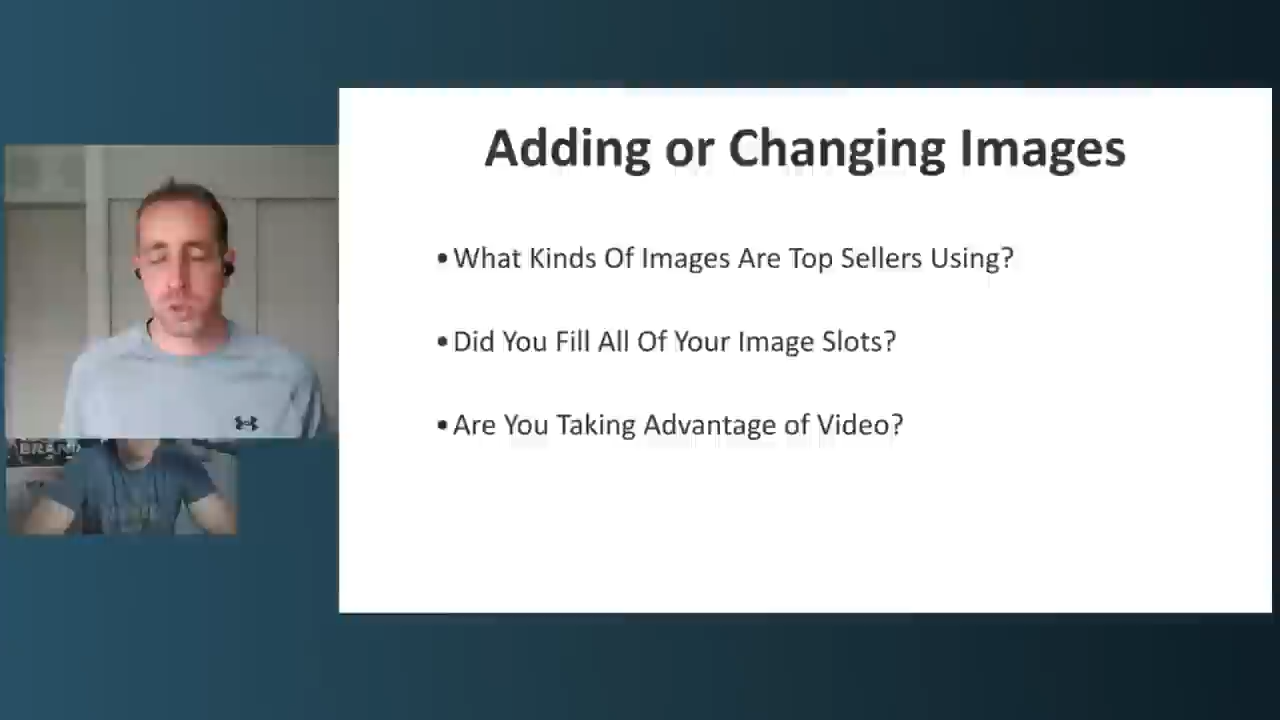 Adding or Changing Images
• What Kinds Of Images Are Top Sellers Using?
• Did You Fill All Of Your Image Slots?
• Are You Taking Advantage of Video?